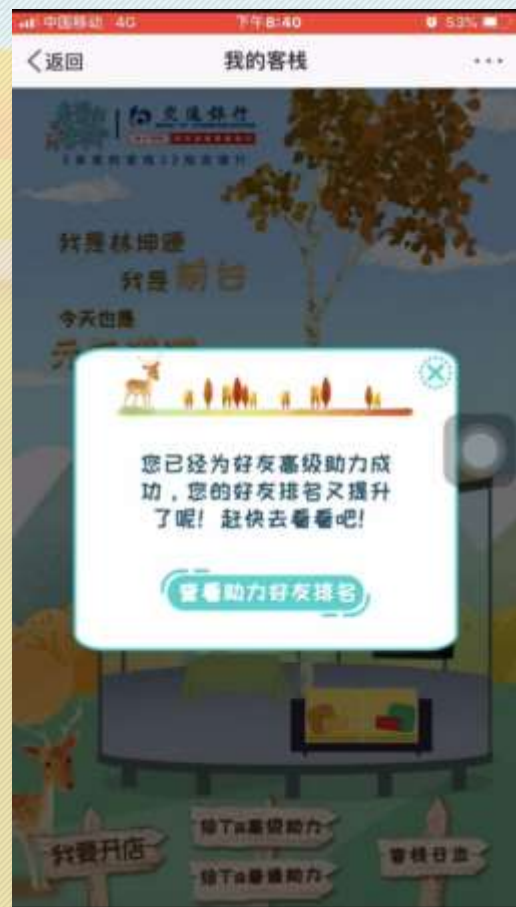 中国移动 4G 下午8:40 53%
返回 我的客栈
交通银行
我是林坤
我是前台
今天也是
您已经为好友高级助力成
功，您的好友排名又提升
了呢！赶快去看看吧！
查看助力好友排名
我要开店
给Ta高级助力
给Ta普通助力
客栈日志